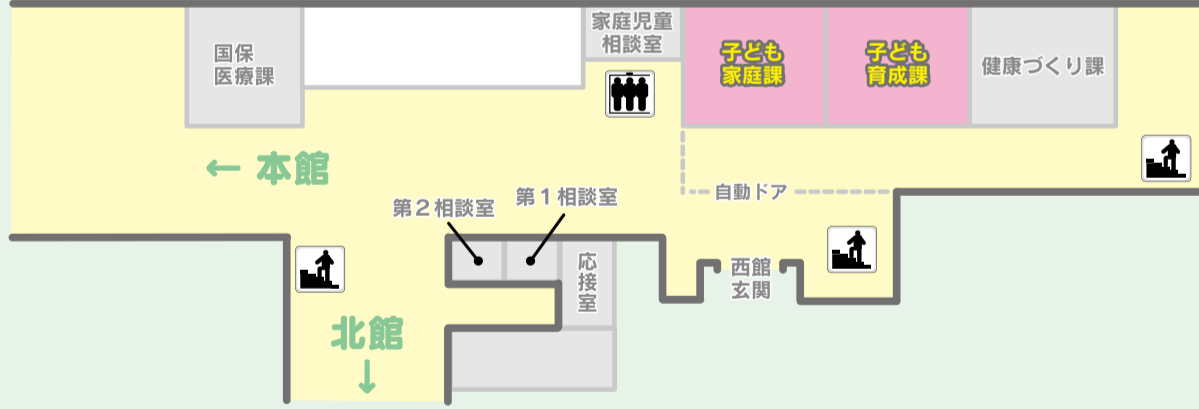 国保
医療課
家庭児童
相談室
子ども
家庭課
子ども
育成課
健康づくり課
← 本館
自動ドア
第2相談室
第1相談室
応接室
西館
玄関
北館
↓